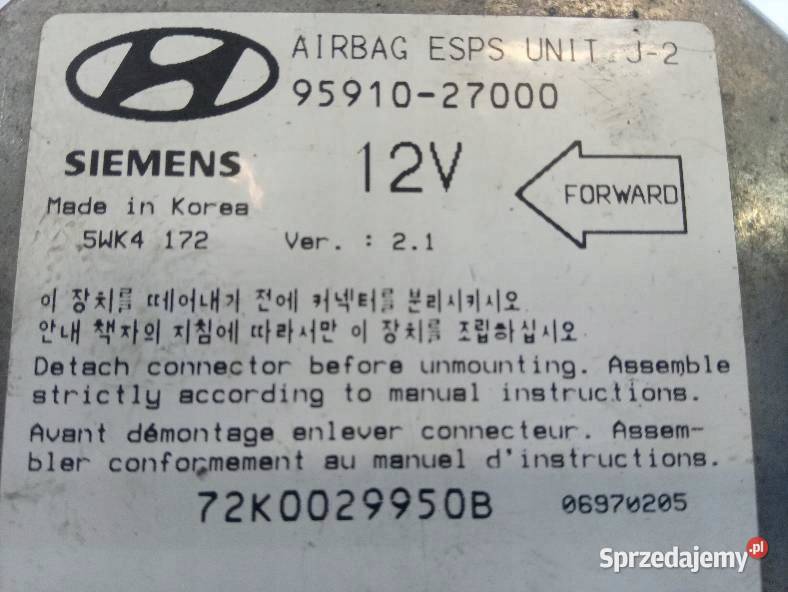 AIRBAG ESPS UNIT J-2
95910-27000
SIEMENS
12V
FORWARD
Made in Korea
5WK4 172 Ver. : 2.1
이 장치를 떼어내기 전에 커넥터를 분리시키시오
안내 책자의 지침에 따라서만 이 장치를 조립하십시오.
Detach connector before unmounting. Assemble
strictly according to manual instructions.
Avant démontage enlever connecteur. Assem-
bler conformement au manuel d'instructions.
72K0029950B 06970205
Sprzedajemy.pl